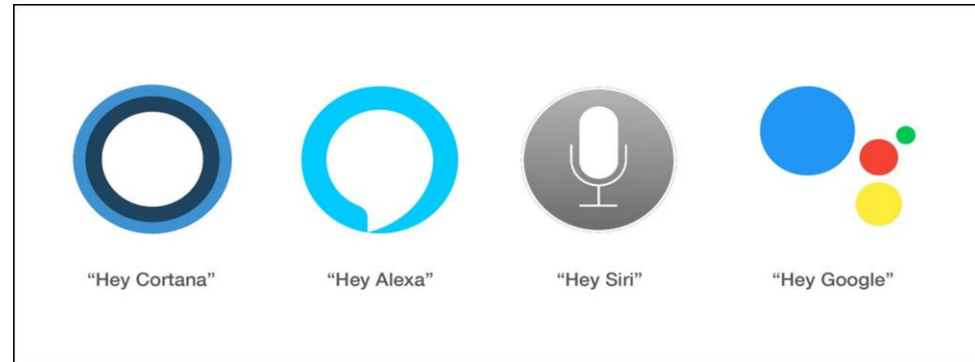 “Hey Cortana”
“Hey Alexa”
“Hey Siri”
“Hey Google”